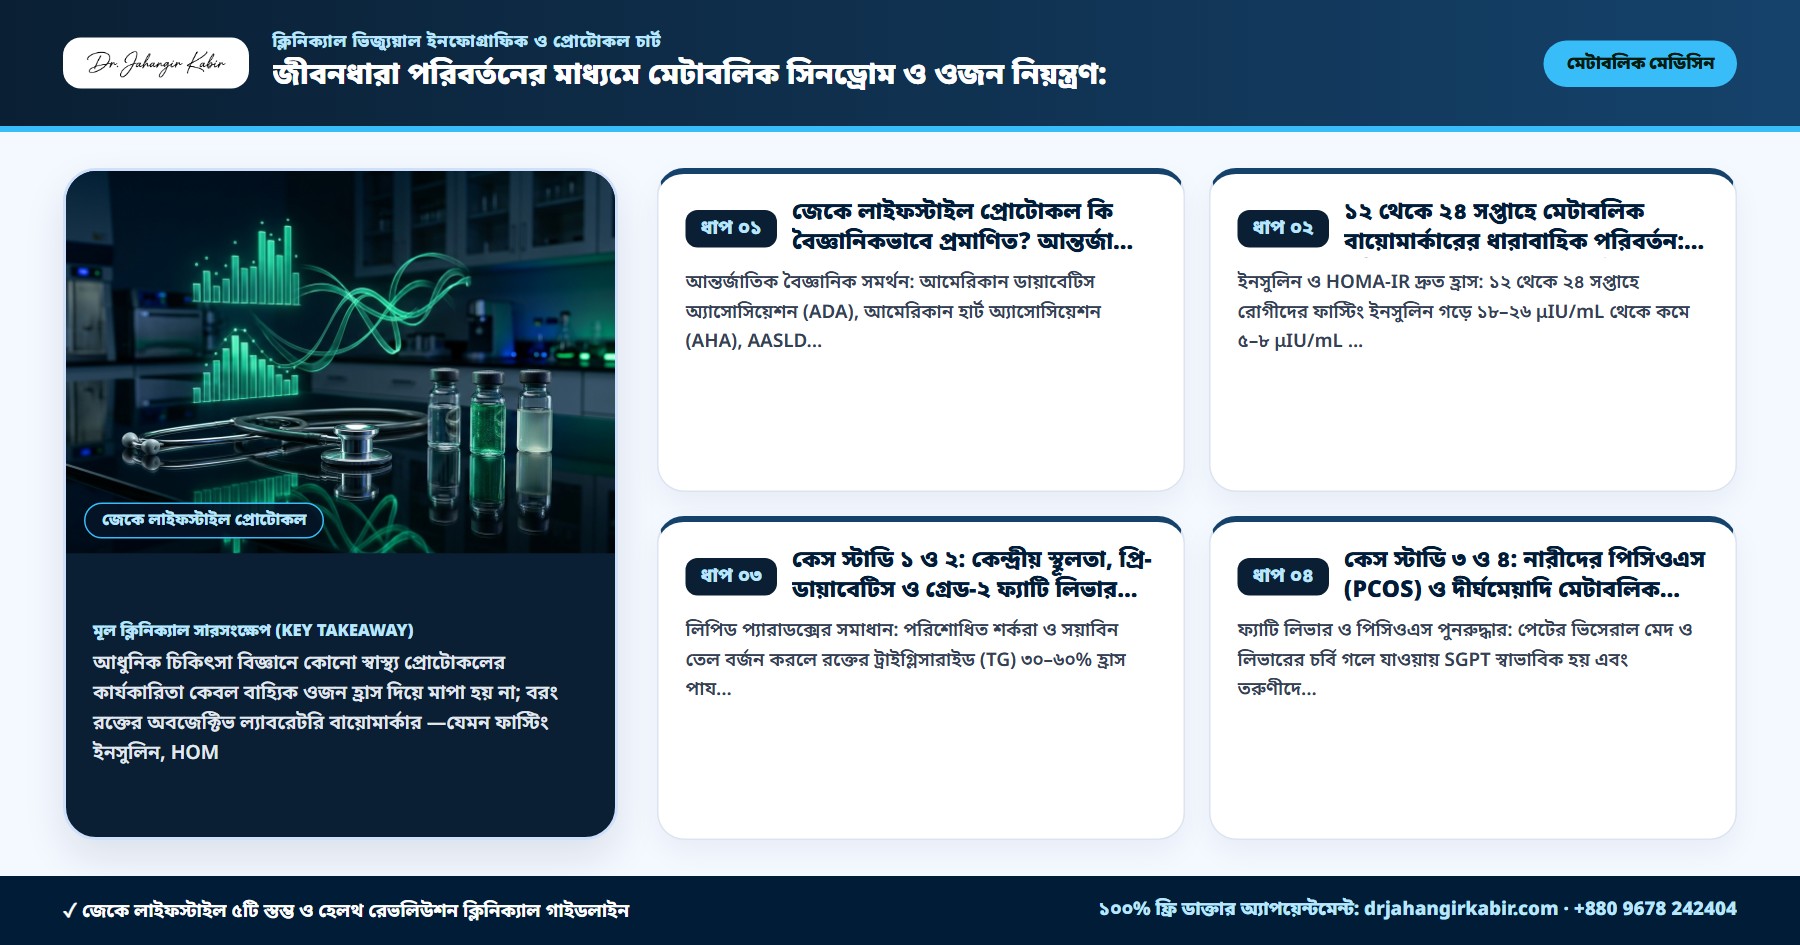 Dr. Jahangir Kabir
ক্লিনিক্যাল ভিজ্যুয়াল ইনফোগ্রাফিক ও প্রোটোকল চার্ট
জীবনধারা পরিবর্তনের মাধ্যমে মেটাবলিক সিনড্রোম ও ওজন নিয়ন্ত্রণ:
মেটাবলিক মেডিসিন
জেকে লাইফস্টাইল প্রোটোকল
মূল ক্লিনিক্যাল সারসংক্ষেপ (KEY TAKEAWAY)
আধুনিক চিকিৎসা বিজ্ঞানে কোনো স্বাস্থ্য প্রোটোকলের
কার্যকারিতা কেবল বাহ্যিক ওজন হ্রাস দিয়ে মাপা হয় না; বরং
রক্তের অবজেক্টিভ ল্যাবরেটরি বায়োমার্কার —যেমন ফাস্টিং
ইনসুলিন, HOM
ধাপ ০১
জেকে লাইফস্টাইল প্রোটোকল কি
বৈজ্ঞানিকভাবে প্রমাণিত? আন্তর্জা...
আন্তর্জাতিক বৈজ্ঞানিক সমর্থন: আমেরিকান ডায়াবেটিস
অ্যাসোসিয়েশন (ADA), আমেরিকান হার্ট অ্যাসোসিয়েশন
(AHA), AASLD...
ধাপ ০২
১২ থেকে ২৪ সপ্তাহে মেটাবলিক
বায়োমার্কারের ধারাবাহিক পরিবর্তন:...
ইনসুলিন ও HOMA-IR দ্রুত হ্রাস: ১২ থেকে ২৪ সপ্তাহে
রোগীদের ফাস্টিং ইনসুলিন গড়ে ১৮–২৬ µIU/mL থেকে কমে
৫–৮ µIU/mL ...
ধাপ ০৩
কেস স্টাডি ১ ও ২: কেন্দ্রীয় স্থূলতা, প্রি-
ডায়াবেটিস ও গ্রেড-২ ফ্যাটি লিভার...
লিপিড প্যারাডক্সের সমাধান: পরিশোধিত শর্করা ও সয়াবিন
তেল বর্জন করলে রক্তের ট্রাইগ্লিসারাইড (TG) ৩০–৬০% হ্রাস
পায...
ধাপ ০৪
কেস স্টাডি ৩ ও ৪: নারীদের পিসিওএস
(PCOS) ও দীর্ঘমেয়াদি মেটাবলিক...
ফ্যাটি লিভার ও পিসিওএস পুনরুদ্ধার: পেটের ভিসেরাল মেদ ও
লিভারের চর্বি গলে যাওয়ায় SGPT স্বাভাবিক হয় এবং
তরুণীদে...
✓ জেকে লাইফস্টাইল ৫টি স্তম্ভ ও হেলথ রেভলিউশন ক্লিনিক্যাল গাইডলাইন
১০০% ফ্রি ডাক্তার অ্যাপয়েন্টমেন্ট: drjahangirkabir.com · +880 9678 242404